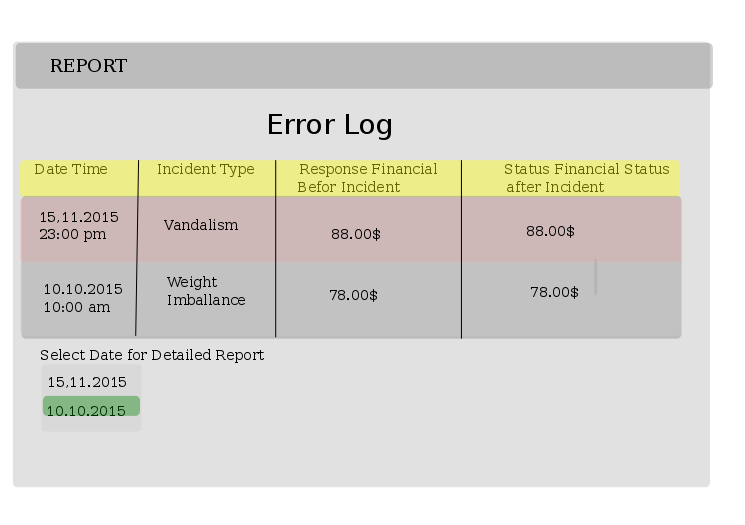 REPORT
Error Log
Date Time
Incident Type
Response Financial
Befor Incident
Status Financial Status
after Incident
15,11.2015
23:00 pm
Vandalism
88.00$
88.00$
10.10.2015
10:00 am
Weight
Imballance
78.00$
78.00$
Select Date for Detailed Report
15,11.2015
10.10.2015